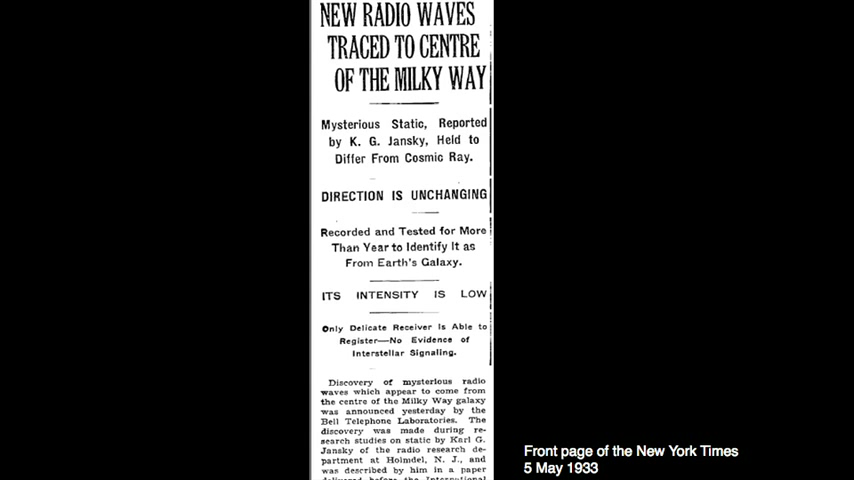 NEW RADIO WAVES
TRACED TO CENTRE
OF THE MILKY WAY
Mysterious Static, Reported
by K. G. Jansky, Held to
Differ From Cosmic Ray.
DIRECTION IS UNCHANGING
Recorded and Tested for More
Than Year to Identify It as
From Earth's Galaxy.
ITS INTENSITY IS LOW
Only Delicate Receiver Is Able to
Register—No Evidence of
Interstellar Signaling.
Discovery of mysterious radio
waves which appear to come from
the centre of the Milky Way galaxy
was announced yesterday by the
Bell Telephone Laboratories. The
discovery was made during re-
search studies on static by Karl G.
Jansky of the radio research de-
partment at Holmdel, N. J., and
was described by him in a paper
delivered before the International
Front page of the New York Times
5 May 1933